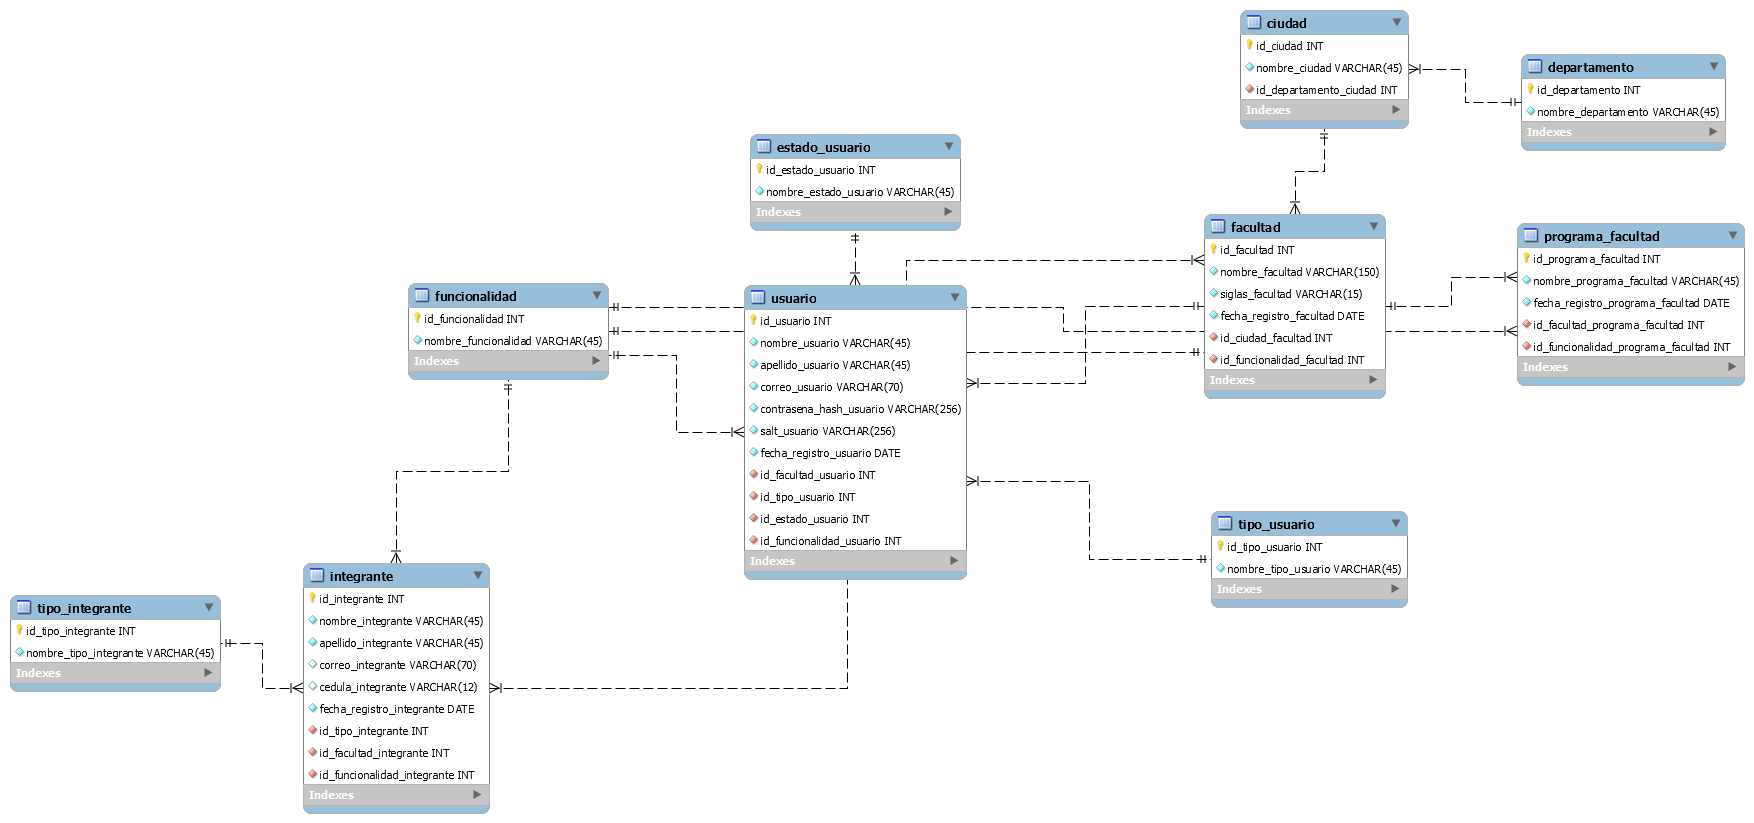 ciudad
id_ciudad INT
nombre_ciudad VARCHAR(45)
id_departamento_ciudad INT
Indexes
departamento
id_departamento INT
nombre_departamento VARCHAR(45)
Indexes
estado_usuario
id_estado_usuario INT
nombre_estado_usuario VARCHAR(45)
Indexes
facultad
id_facultad INT
nombre_facultad VARCHAR(150)
siglas_facultad VARCHAR(15)
fecha_registro_facultad DATE
id_ciudad_facultad INT
id_funcionalidad_facultad INT
Indexes
programa_facultad
id_programa_facultad INT
nombre_programa_facultad VARCHAR(45)
fecha_registro_programa_facultad DATE
id_facultad_programa_facultad INT
id_funcionalidad_programa_facultad INT
Indexes
funcionalidad
id_funcionalidad INT
nombre_funcionalidad VARCHAR(45)
Indexes
usuario
id_usuario INT
nombre_usuario VARCHAR(45)
apellido_usuario VARCHAR(45)
correo_usuario VARCHAR(70)
contrasena_hash_usuario VARCHAR(256)
salt_usuario VARCHAR(256)
fecha_registro_usuario DATE
id_facultad_usuario INT
id_tipo_usuario INT
id_estado_usuario INT
id_funcionalidad_usuario INT
Indexes
tipo_usuario
id_tipo_usuario INT
nombre_tipo_usuario VARCHAR(45)
Indexes
integrante
id_integrante INT
nombre_integrante VARCHAR(45)
apellido_integrante VARCHAR(45)
correo_integrante VARCHAR(70)
cedula_integrante VARCHAR(12)
fecha_registro_integrante DATE
id_tipo_integrante INT
id_facultad_integrante INT
id_funcionalidad_integrante INT
Indexes
tipo_integrante
id_tipo_integrante INT
nombre_tipo_integrante VARCHAR(45)
Indexes